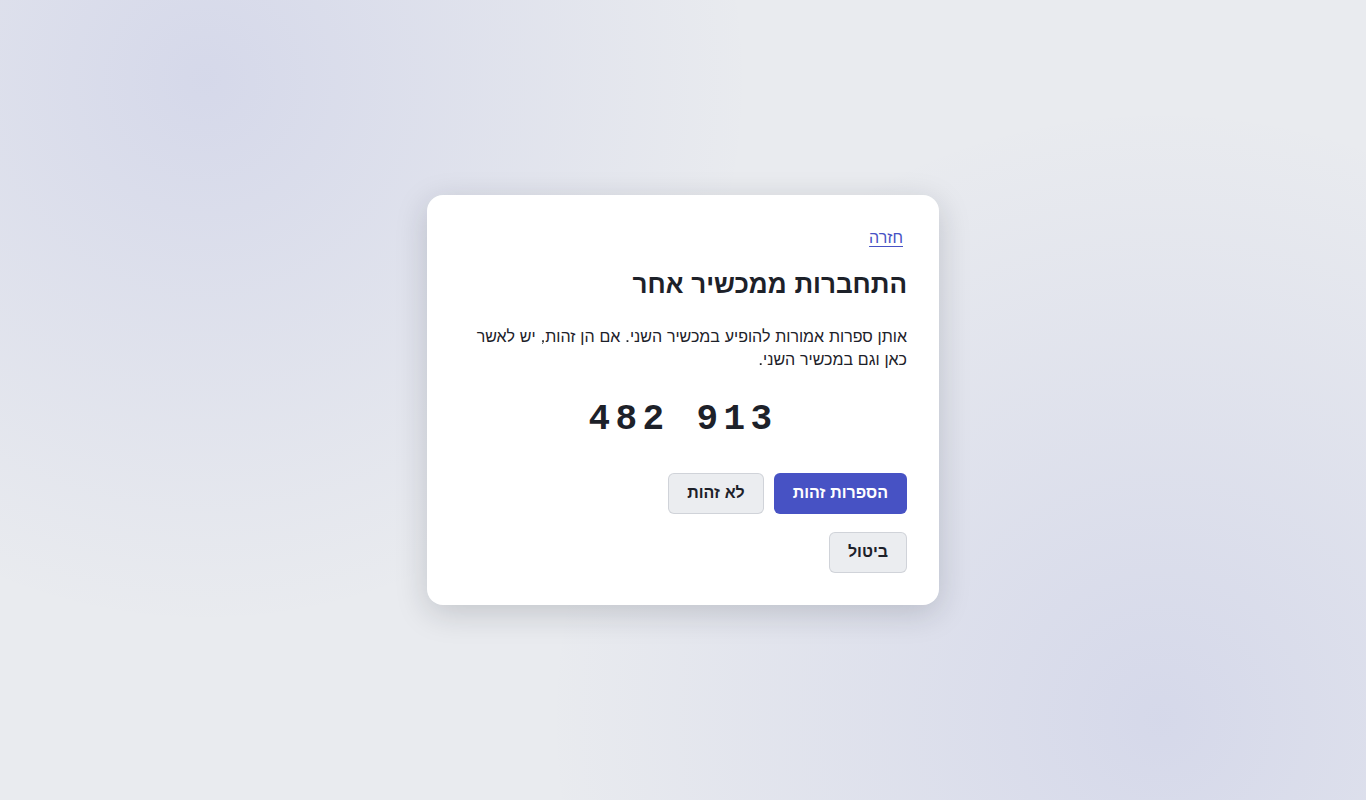 חזרה
התחברות ממכשיר אחר
אותן ספרות אמורות להופיע במכשיר השני. אם הן זהות, יש לאשר
כאן וגם במכשיר השני.
482 913
הספרות זהות
לא זהות
ביטול